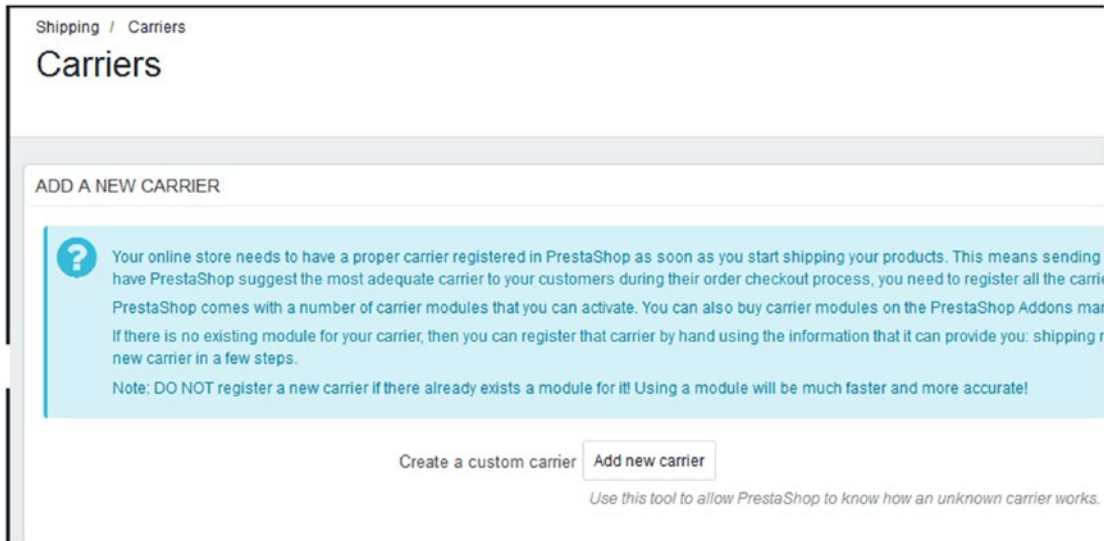 Shipping / Carriers
Carriers
ADD A NEW CARRIER
Your online store needs to have a proper carrier registered in PrestaShop as soon as you start shipping your products. This means sending
have PrestaShop suggest the most adequate carrier to your customers during their order checkout process, you need to register all the
PrestaShop comes with a number of carrier modules that you can activate. You can also buy carrier modules on the PrestaShop Addons
If there is no existing module for your carrier, then you can register that carrier by hand using the information that it can provide you: shipping
new carrier in a few steps.
Note: DO NOT register a new carrier if there already exists a module for it! Using a module will be much faster and more accurate!
Create a custom carrier Add new carrier
Use this tool to allow PrestaShop to know how an unknown carrier works.